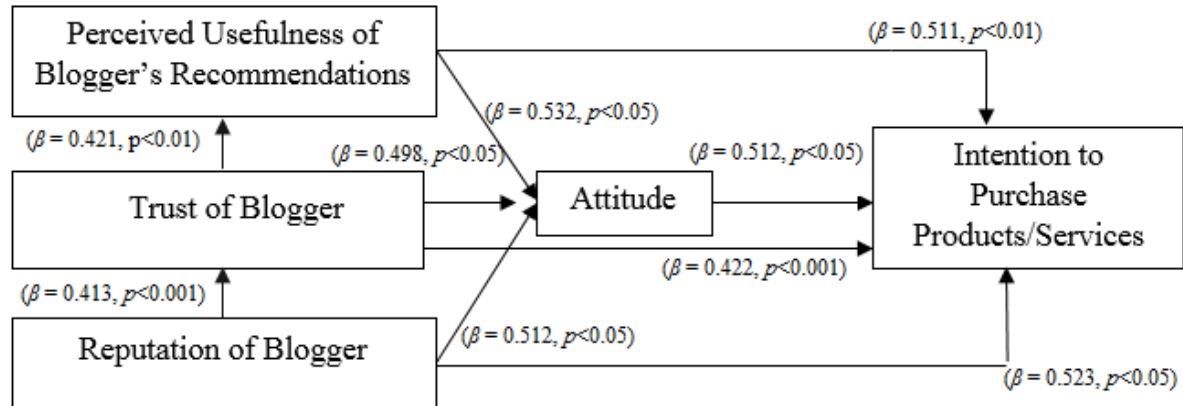 Perceived Usefulness of
Blogger’s Recommendations
(β = 0.511, p<0.01)
(β = 0.532, p<0.05)
(β = 0.421, p<0.01)
(β = 0.498, p<0.05)
(β = 0.512, p<0.05)
Intention to
Purchase
Products/Services
Trust of Blogger
Attitude
(β = 0.422, p<0.001)
(β = 0.413, p<0.001)
Reputation of Blogger
(β = 0.512, p<0.05)
(β = 0.523, p<0.05)